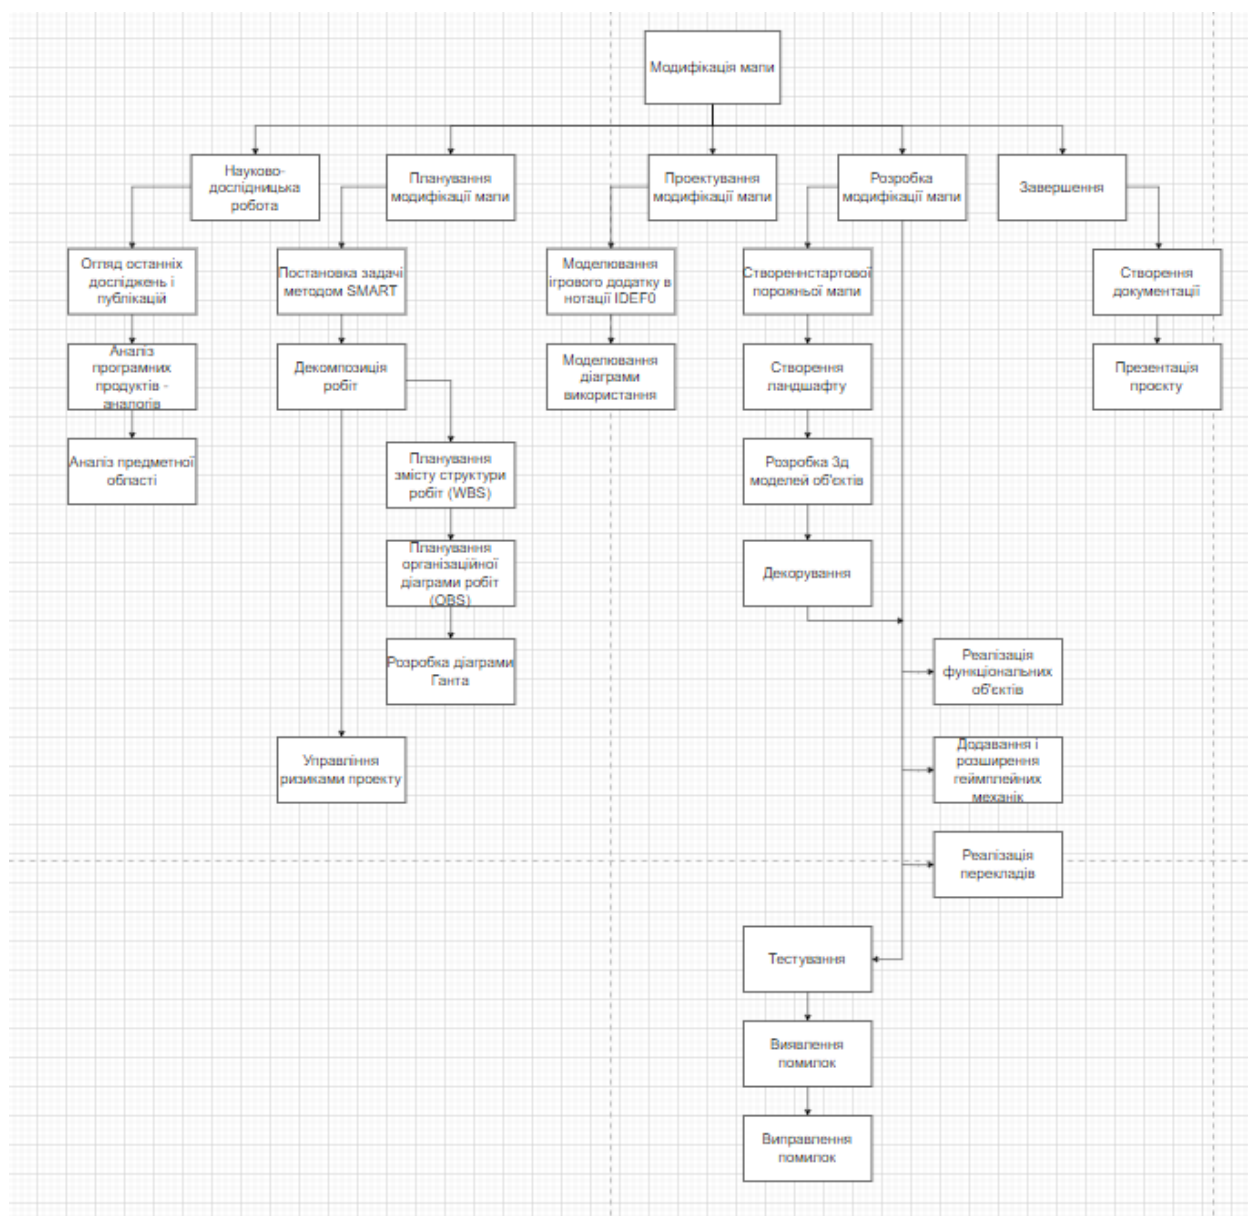 Модифікація мапи
Науково-
дослідницька
робота
Планування
модифікації мапи
Проектування
модифікації мапи
Розробка
модифікації мапи
Завершення
Огляд останніх
досліджень і
публікацій
Постановка задачі
методом SMART
Моделювання
ігрового додатку в
нотації IDEF0
Створеннстартової
порожньої мапи
Створення
документації
Аналіз
програмних
продуктів -
аналогів
Декомпозиція
робіт
Моделювання
діаграми
використання
Створення
ландшафту
Презентація
проєкту
Аналіз предметної
області
Планування
змісту структури
робіт (WBS)
Розробка 3д
моделей об'єктів
Планування
організаційної
діаграми робіт
(OBS)
Декорування
Розробка діаграми
Ганта
Реалізація
функціональних
об'єктів
Управління
ризиками проекту
Додавання і
розширення
геймплейних
механік
Реалізація
перекладів
Тестування
Виявлення
помилок
Виправлення
помилок